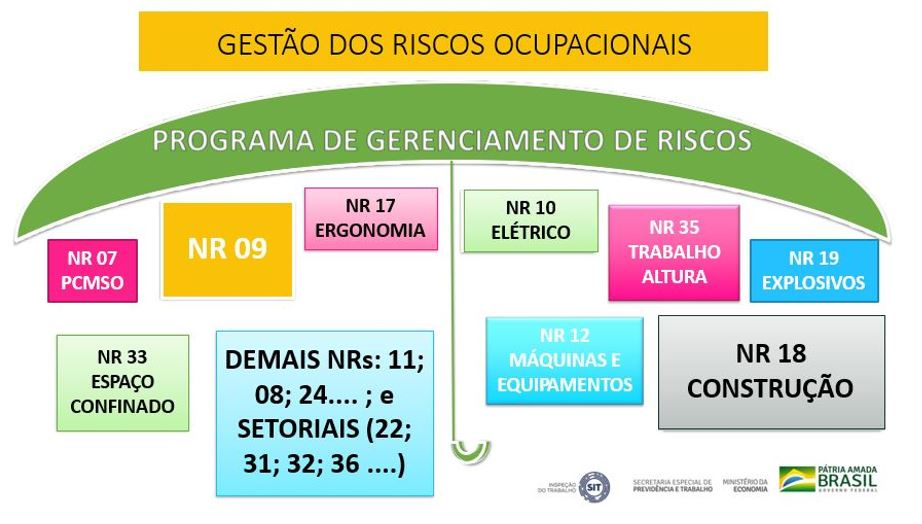 GESTÃO DOS RISCOS OCUPACIONAIS
PROGRAMA DE GERENCIAMENTO DE RISCOS
NR 07
PCMSO
NR 09
NR 17
ERGONOMIA
NR 10
ELÉTRICO
NR 35
TRABALHO
ALTURA
NR 19
EXPLOSIVOS
NR 33
ESPAÇO
CONFINADO
DEMAIS NRs: 11;
08; 24.... ; e
SETORIAIS (22;
31; 32; 36 ....)
NR 12
MÁQUINAS E
EQUIPAMENTOS
NR 18
CONSTRUÇÃO
INSPEÇÃO
DO TRABALHO
SIT
SECRETARIA ESPECIAL DE
PREVIDÊNCIA E TRABALHO
MINISTÉRIO DA
ECONOMIA
PÁTRIA AMADA
BRASIL
GOVERNO FEDERAL